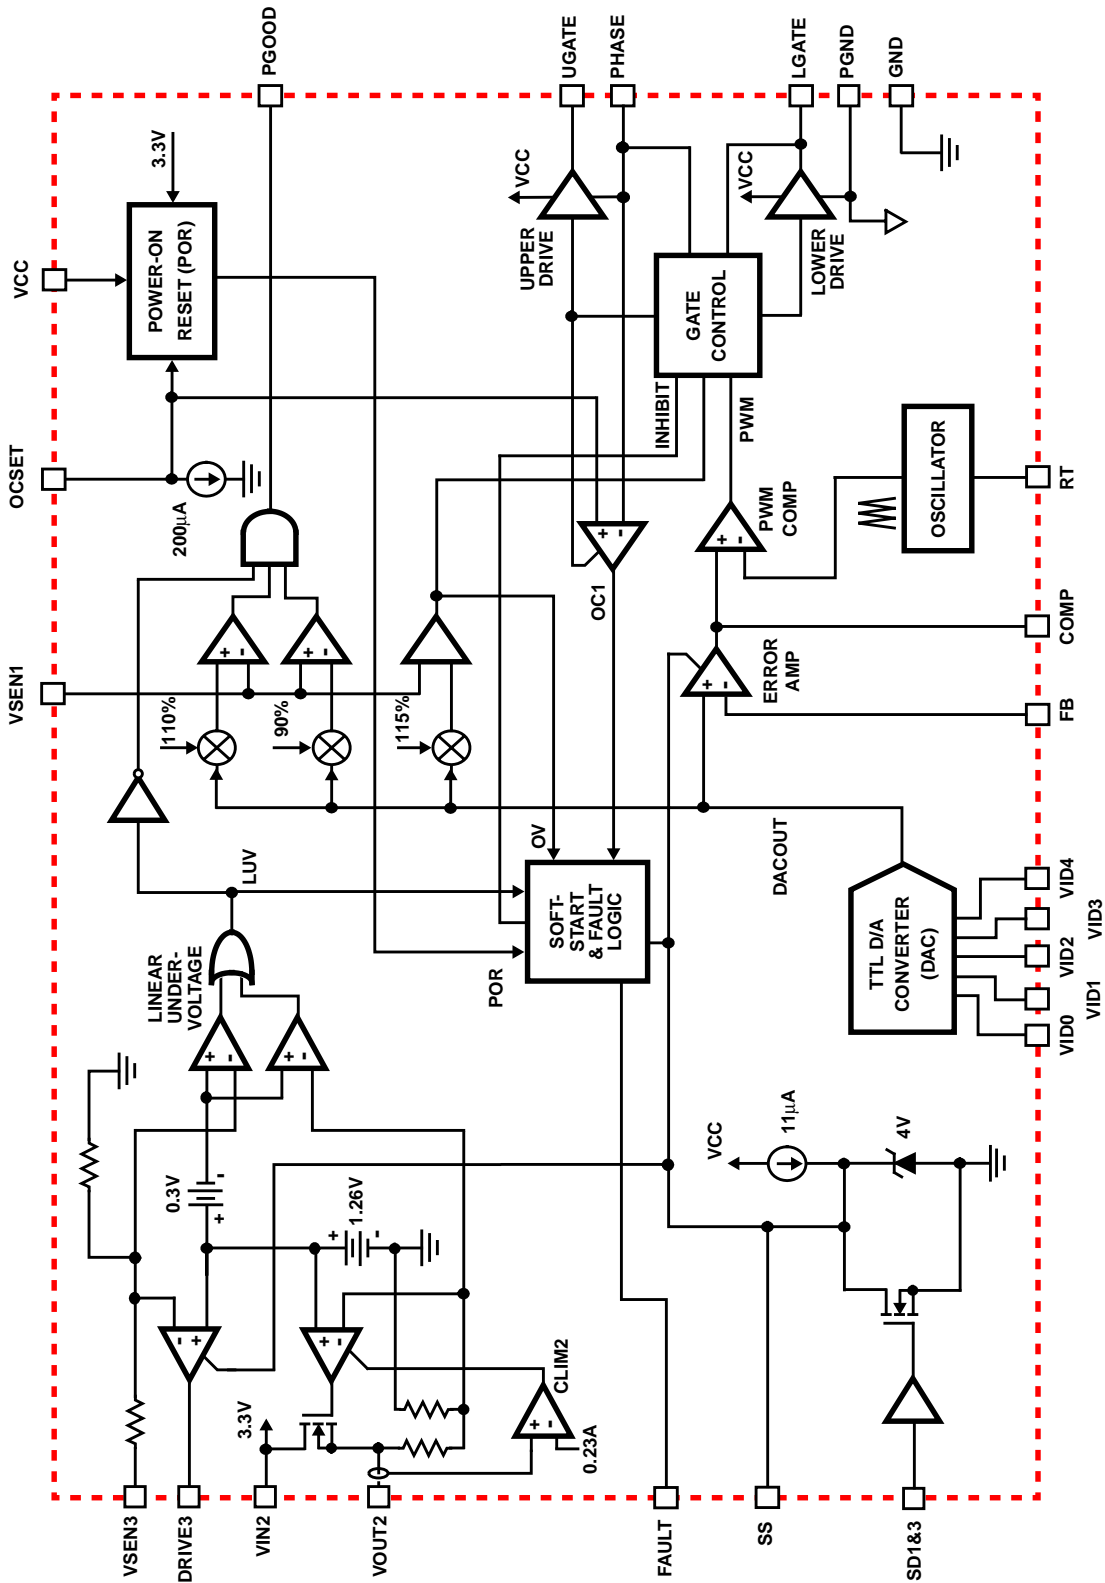 VSEN1
OCSET
VCC
VSEN3
DRIVE3
VIN2
VOUT2
FAULT
SS
SD1&3
3.3V
0.3V
+
-
1.26V
+
-
-
+
+
-
CLIM2
+
-
0.23A
LINEAR
UNDER-
VOLTAGE
+
-
+
-
LUV
110%
90%
115%
+
-
+
-
200µA
POWER-ON
RESET (POR)
3.3V
PGOOD
POR
OV
SOFT-
START
& FAULT
LOGIC
OC1
+
-
INHIBIT
PWM
GATE
CONTROL
UPPER
DRIVE
VCC
LOWER
DRIVE
VCC
UGATE
PHASE
LGATE
PGND
GND
VCC
11µA
4V
DACOUT
TTL D/A
CONVERTER
(DAC)
+
-
ERROR
AMP
+
-
PWM
COMP
OSCILLATOR
VID0
VID1
VID2
VID3
VID4
FB
COMP
RT